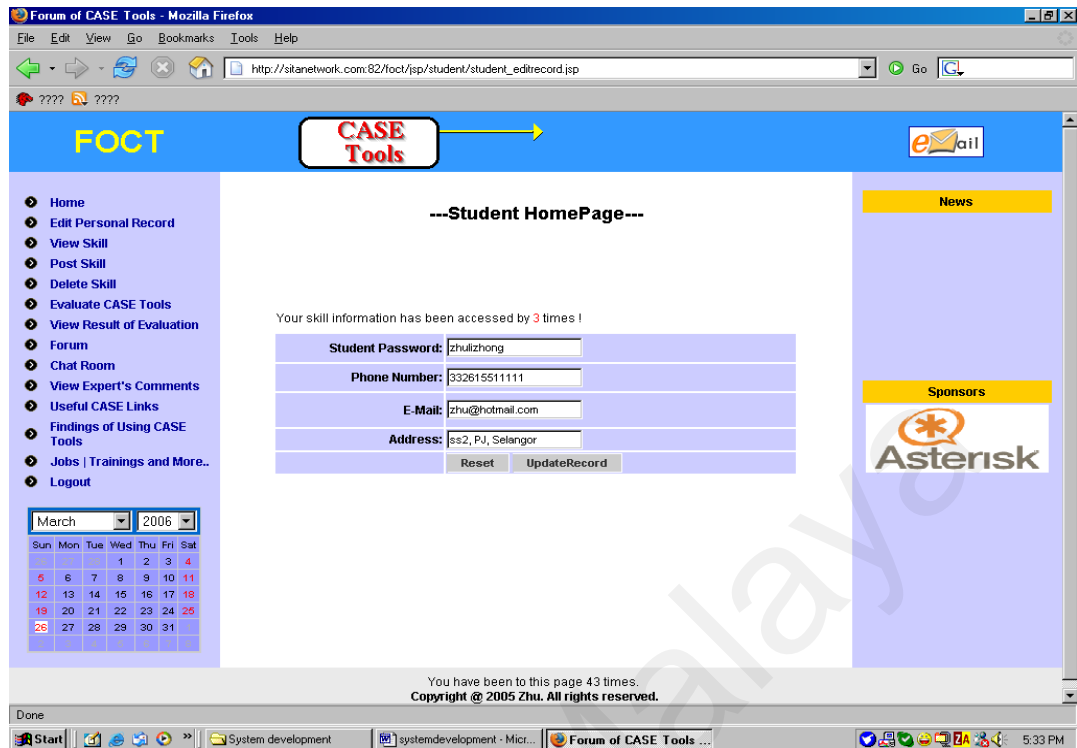 Forum of CASE Tools - Mozilla Firefox
File Edit View Go Bookmarks Tools Help
http://sitanetwork.com:82/foct/jsp/student/student_editrecord.jsp
Go
G
???? ????
FOCT
CASE
Tools
email
Home
Edit Personal Record
View Skill
Post Skill
Delete Skill
Evaluate CASE Tools
View Result of Evaluation
Forum
Chat Room
View Expert's Comments
Useful CASE Links
Findings of Using CASE
Tools
Jobs | Trainings and More..
Logout
March 2006
Sun Mon Tue Wed Thu Fri Sat
1 2 3 4
5 6 7 8 9 10 11
12 13 14 15 16 17 18
19 20 21 22 23 24 25
26 27 28 29 30 31
---Student HomePage---
Your skill information has been accessed by 3 times !
Student Password: zhulizhong
Phone Number: 332615511111
E-Mail: zhu@hotmail.com
Address: ss2, PJ, Selangor
Reset UpdateRecord
News
Sponsors
Asterisk
You have been to this page 43 times.
Copyright @ 2005 Zhu. All rights reserved.
Done
Start
System development
systemdevelopment - Micr...
Forum of CASE Tools ...
5:33 PM
Malaya